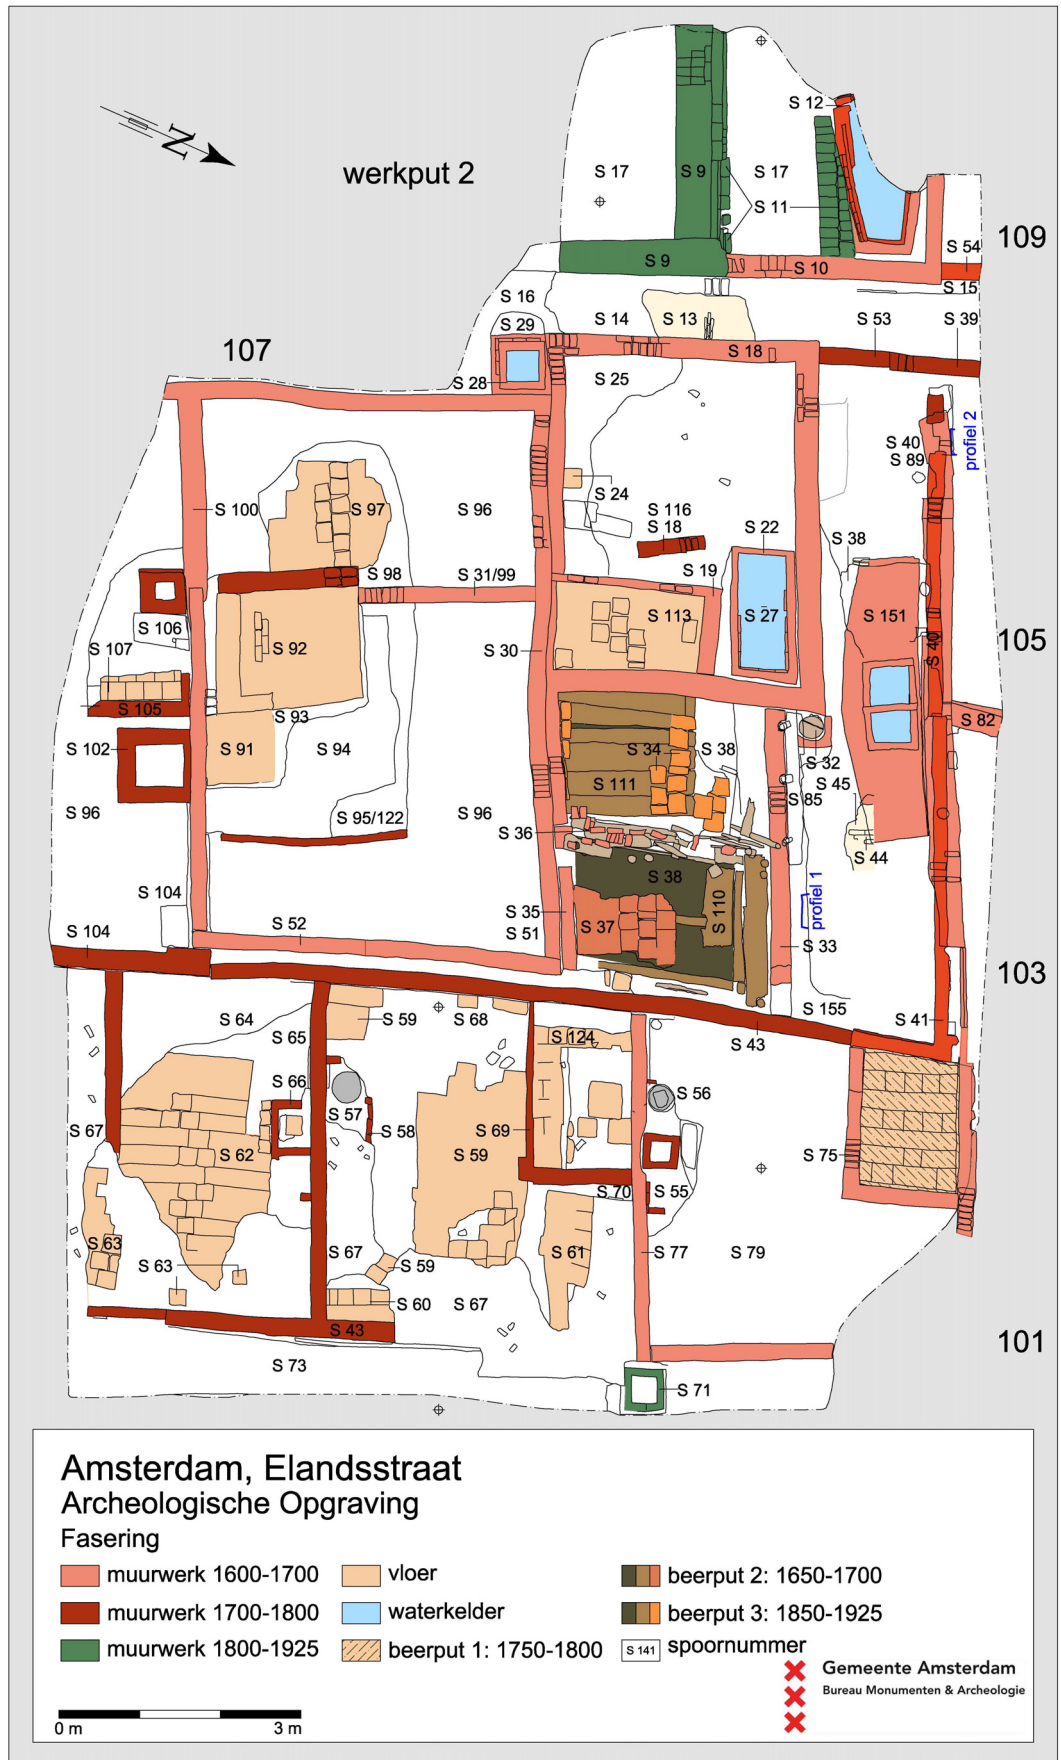 S 12
werkput 2
N
S 17
S 9
S 17
S 11
109
S 54
S 9
S 10
S 15
S 16
S 29
S 14
S 13
S 53
S 39
107
S 18
S 28
S 25
profiel 2
S 40
S 89
S 24
S 100
S 97
S 96
S 116
S 18
S 22
S 38
S 98
S 31/99
S 19
S 106
S 113
S 27
S 151
S 107
S 92
S 30
S 40
105
S 105
S 93
S 82
S 102
S 91
S 94
S 34
S 38
S 32
S 111
S 45
S 85
S 96
S 95/122
S 96
S 36
S 44
S 38
S 104
S 110
profiel 1
S 35
S 37
S 104
S 52
S 51
S 33
103
S 64
S 59
S 68
S 155
S 41
S 65
S 124
S 43
S 66
S 57
S 56
S 67
S 58
S 69
S 62
S 59
S 75
S 70
S 55
S 63
S 67
S 61
S 77
S 79
S 63
S 59
S 60
S 67
S 43
101
S 73
S 71
Amsterdam, Elandsstraat
Archeologische Opgraving
Fasering
muurwerk 1600-1700
vloer
beerput 2: 1650-1700
muurwerk 1700-1800
waterkelder
beerput 3: 1850-1925
muurwerk 1800-1925
beerput 1: 1750-1800
S 141
spoornummer
Gemeente Amsterdam
Bureau Monumenten & Archeologie
0 m
3 m